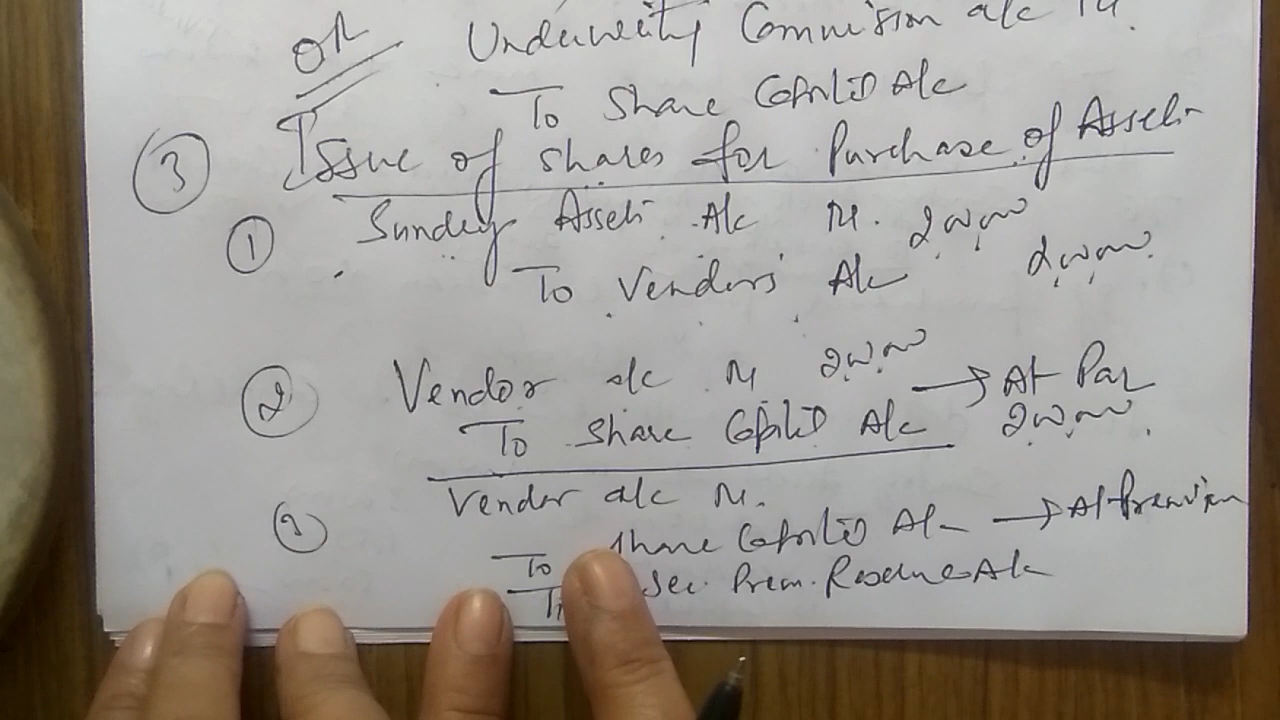 OR Underwriting Commission a/c Dr.
To Share Capital A/c
③ Issue of shares for Purchase of Assets
① Sundry Assets A/c Dr.
To Vendors' A/c
② Vendor a/c Dr → At Par
To Share Capital A/c
Vendor a/c Dr.
To Share Capital A/c → At Premium
To Sec. Prem. Reserve A/c